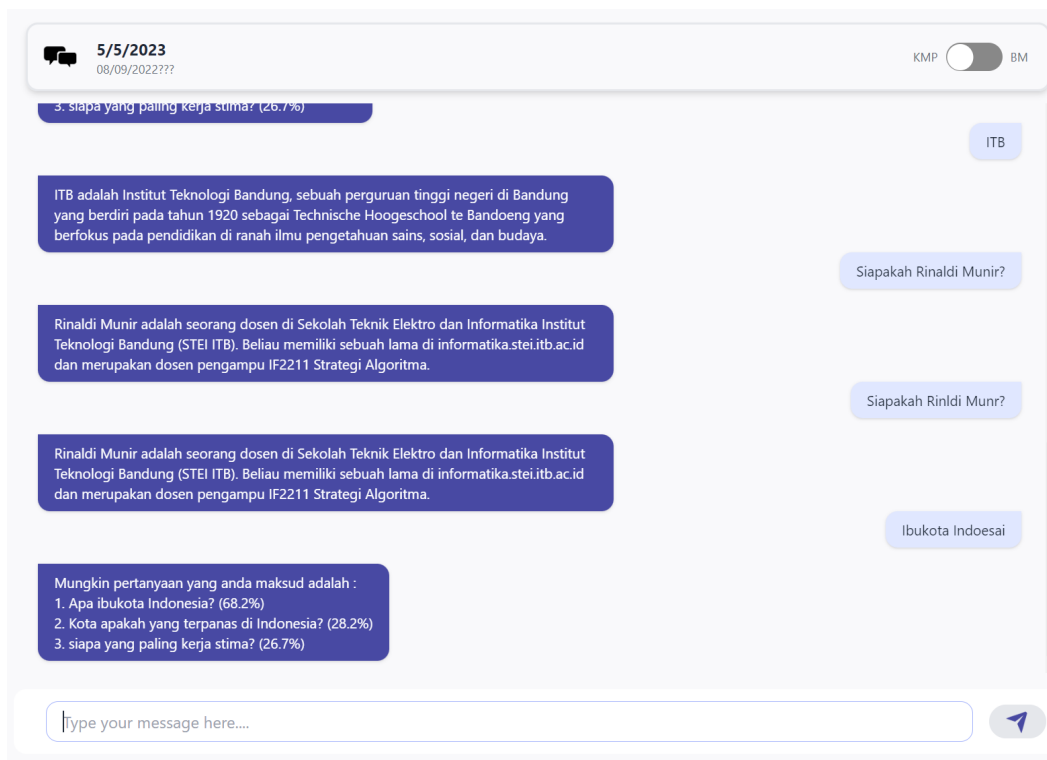 5/5/2023
08/09/2022???
KMP BM
3. siapa yang paling kerja stima? (26.7%)
ITB
ITB adalah Institut Teknologi Bandung, sebuah perguruan tinggi negeri di Bandung
yang berdiri pada tahun 1920 sebagai Technische Hoogeschool te Bandoeng yang
berfokus pada pendidikan di ranah ilmu pengetahuan sains, sosial, dan budaya.
Siapakah Rinaldi Munir?
Rinaldi Munir adalah seorang dosen di Sekolah Teknik Elektro dan Informatika Institut
Teknologi Bandung (STEI ITB). Beliau memiliki sebuah lama di informatika.stei.itb.ac.id
dan merupakan dosen pengampu IF2211 Strategi Algoritma.
Siapakah Rinldi Munr?
Rinaldi Munir adalah seorang dosen di Sekolah Teknik Elektro dan Informatika Institut
Teknologi Bandung (STEI ITB). Beliau memiliki sebuah lama di informatika.stei.itb.ac.id
dan merupakan dosen pengampu IF2211 Strategi Algoritma.
Ibukota Indoesai
Mungkin pertanyaan yang anda maksud adalah :
1. Apa ibukota Indonesia? (68.2%)
2. Kota apakah yang terpanas di Indonesia? (28.2%)
3. siapa yang paling kerja stima? (26.7%)
Type your message here....